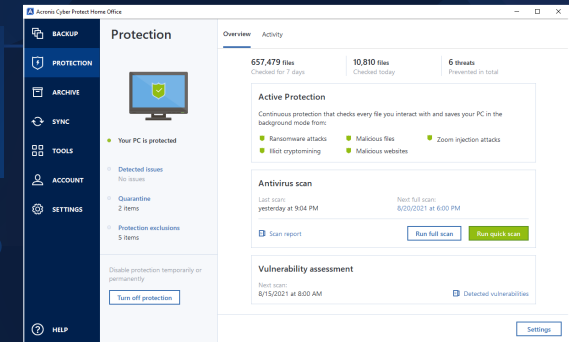 Acronis Cyber Protect Home Office
BACKUP
PROTECTION
ARCHIVE
SYNC
TOOLS
ACCOUNT
SETTINGS
HELP
Protection
Your PC is protected
Detected issues
No issues
Quarantine
2 items
Protection exclusions
5 items
Disable protection temporarily or
permanently
Turn off protection
Overview Activity
657,479 files
Checked for 7 days
10,810 files
Checked today
6 threats
Prevented in total
Active Protection
Continuous protection that checks every file you interact with and saves your PC in the
background mode from:
Ransomware attacks Malicious files Zoom injection attacks
Illicit cryptomining Malicious websites
Antivirus scan
Last scan:
yesterday at 9:04 PM
Next full scan:
8/20/2021 at 6:00 PM
Scan report Run full scan Run quick scan
Vulnerability assessment
Next scan:
8/15/2021 at 8:00 AM
Detected vulnerabilities
Settings